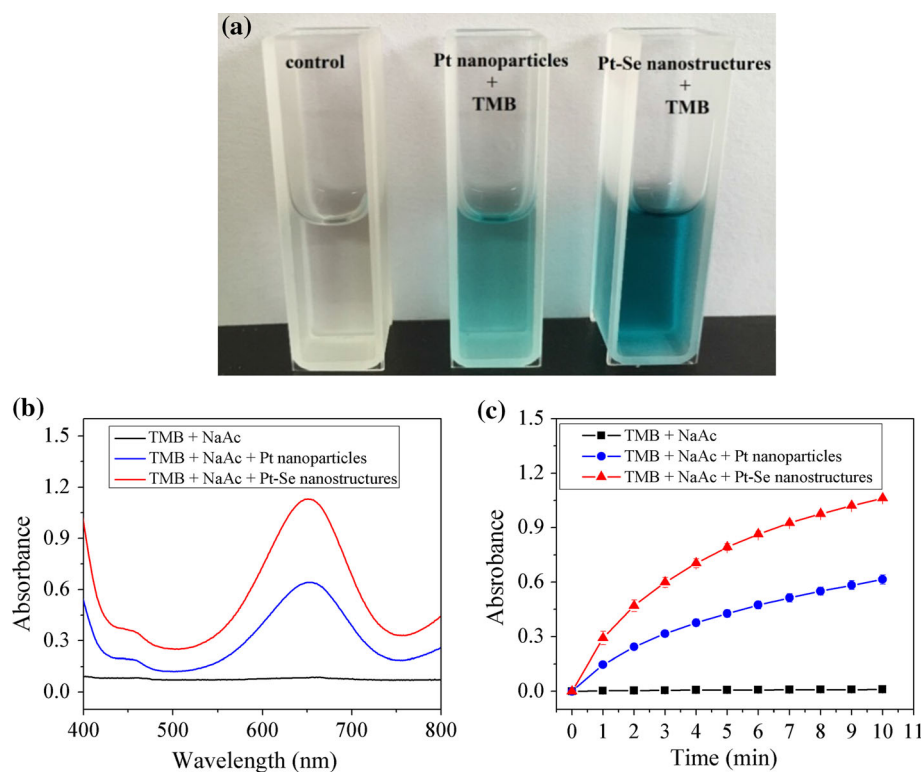 (a)
control
Pt nanoparticles
+
TMB
Pt-Se nanostructures
+
TMB
(b)
1.5
1.2
0.9
0.6
0.3
0.0
Absorbance
TMB + NaAc
TMB + NaAc + Pt nanoparticles
TMB + NaAc + Pt-Se nanostructures
400 500 600 700 800
Wavelength (nm)
(c)
1.5
1.2
0.9
0.6
0.3
0.0
Absrobance
TMB + NaAc
TMB + NaAc + Pt nanoparticles
TMB + NaAc + Pt-Se nanostructures
0 1 2 3 4 5 6 7 8 9 10 11
Time (min)